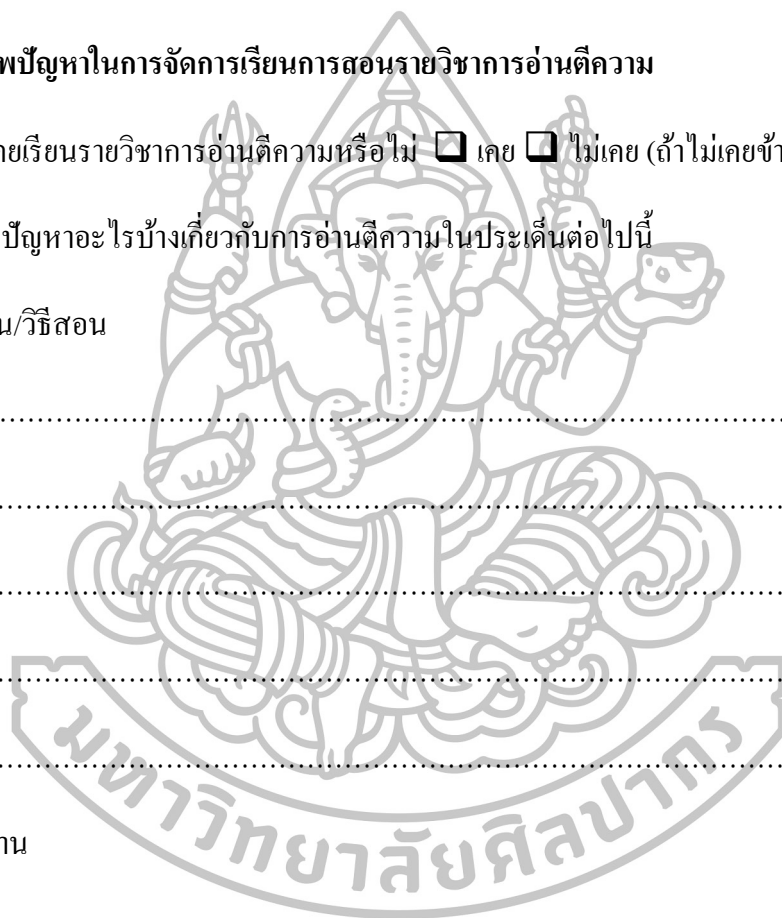 พปัญหาในการจัดการเรียนการสอนรายวิชาการอ่านตีความ
ยเรียนรายวิชาการอ่านตีความหรือไม่ ❑ เคย ❑ ไม่เคย (ถ้าไม่เคยข้า
ปัญหาอะไรบ้างเกี่ยวกับการอ่านตีความในประเด็นต่อไปนี้
น/วิธีสอน
................................................................................
................................................................................
................................................................................
................................................................................
................................................................................
าน
มหาวิทยาลัยศิลปากร